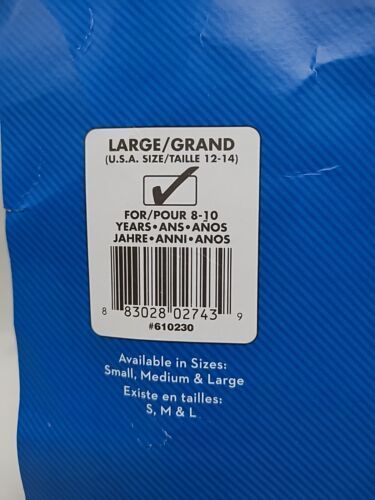 LARGE/GRAND
(U.S.A. SIZE/TAILLE 12-14)
FOR/POUR 8-10
YEARS•ANS•AÑOS
JAHRE•ANNI•ANOS
8 83028 02743 9
#610230
Available in Sizes:
Small, Medium & Large
Existe en tailles:
S, M & L